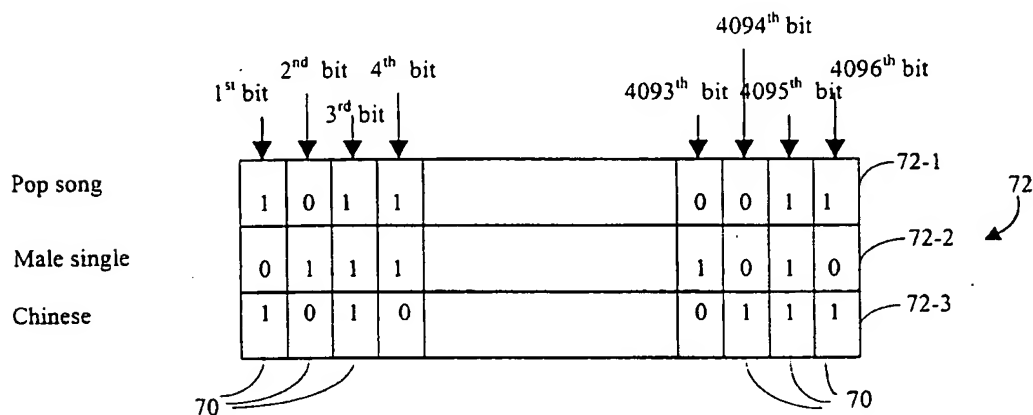 4094th bit
2nd bit 4th bit 4096th bit
1st bit 4093th bit 4095th bit
3rd bit
72-1
Pop song 1 0 1 1 0 0 1 1 72
72-2
Male single 0 1 1 1 1 0 1 0
Chinese 1 0 1 0 0 1 1 1 72-3
70 70